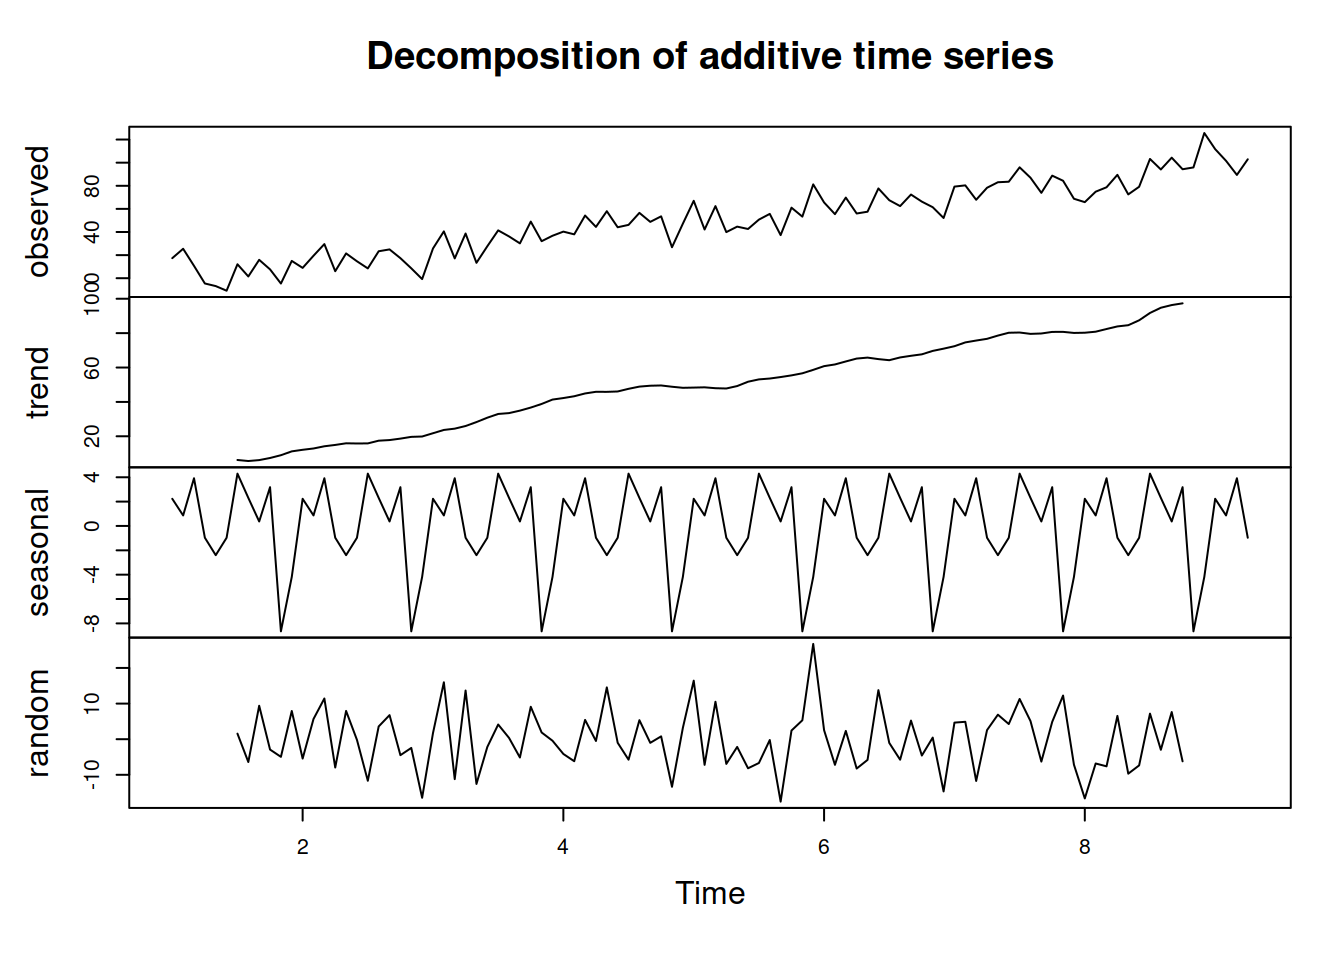 Decomposition of additive time series
observed
0 40 80
trend
20 60 100
seasonal
-8 -4 0 4
random
-10 10
2 4 6 8
Time